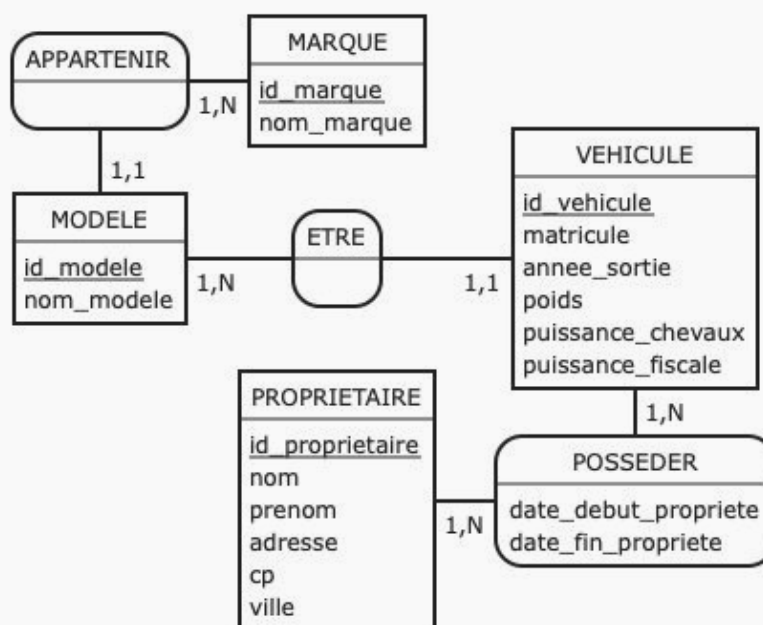 APPARTENIR
MARQUE
id_marque
nom_marque
1,N
1,1
MODELE
id_modele
nom_modele
1,N
ETRE
1,1
VEHICULE
id_vehicule
matricule
annee_sortie
poids
puissance_chevaux
puissance_fiscale
1,N
PROPRIETAIRE
id_proprietaire
nom
prenom
adresse
cp
ville
1,N
POSSEDER
date_debut_propriete
date_fin_propriete